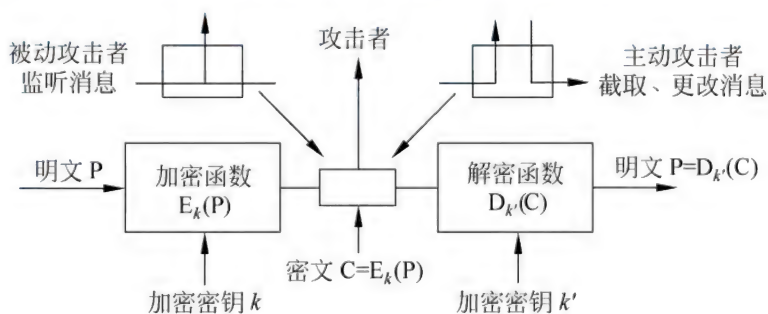 被动攻击者
监听消息
攻击者
主动攻击者
截取、更改消息
明文 P
加密函数
E_k(P)
解密函数
D_k'(C)
明文 P=D_k'(C)
密文 C=E_k(P)
加密密钥 k
加密密钥 k'